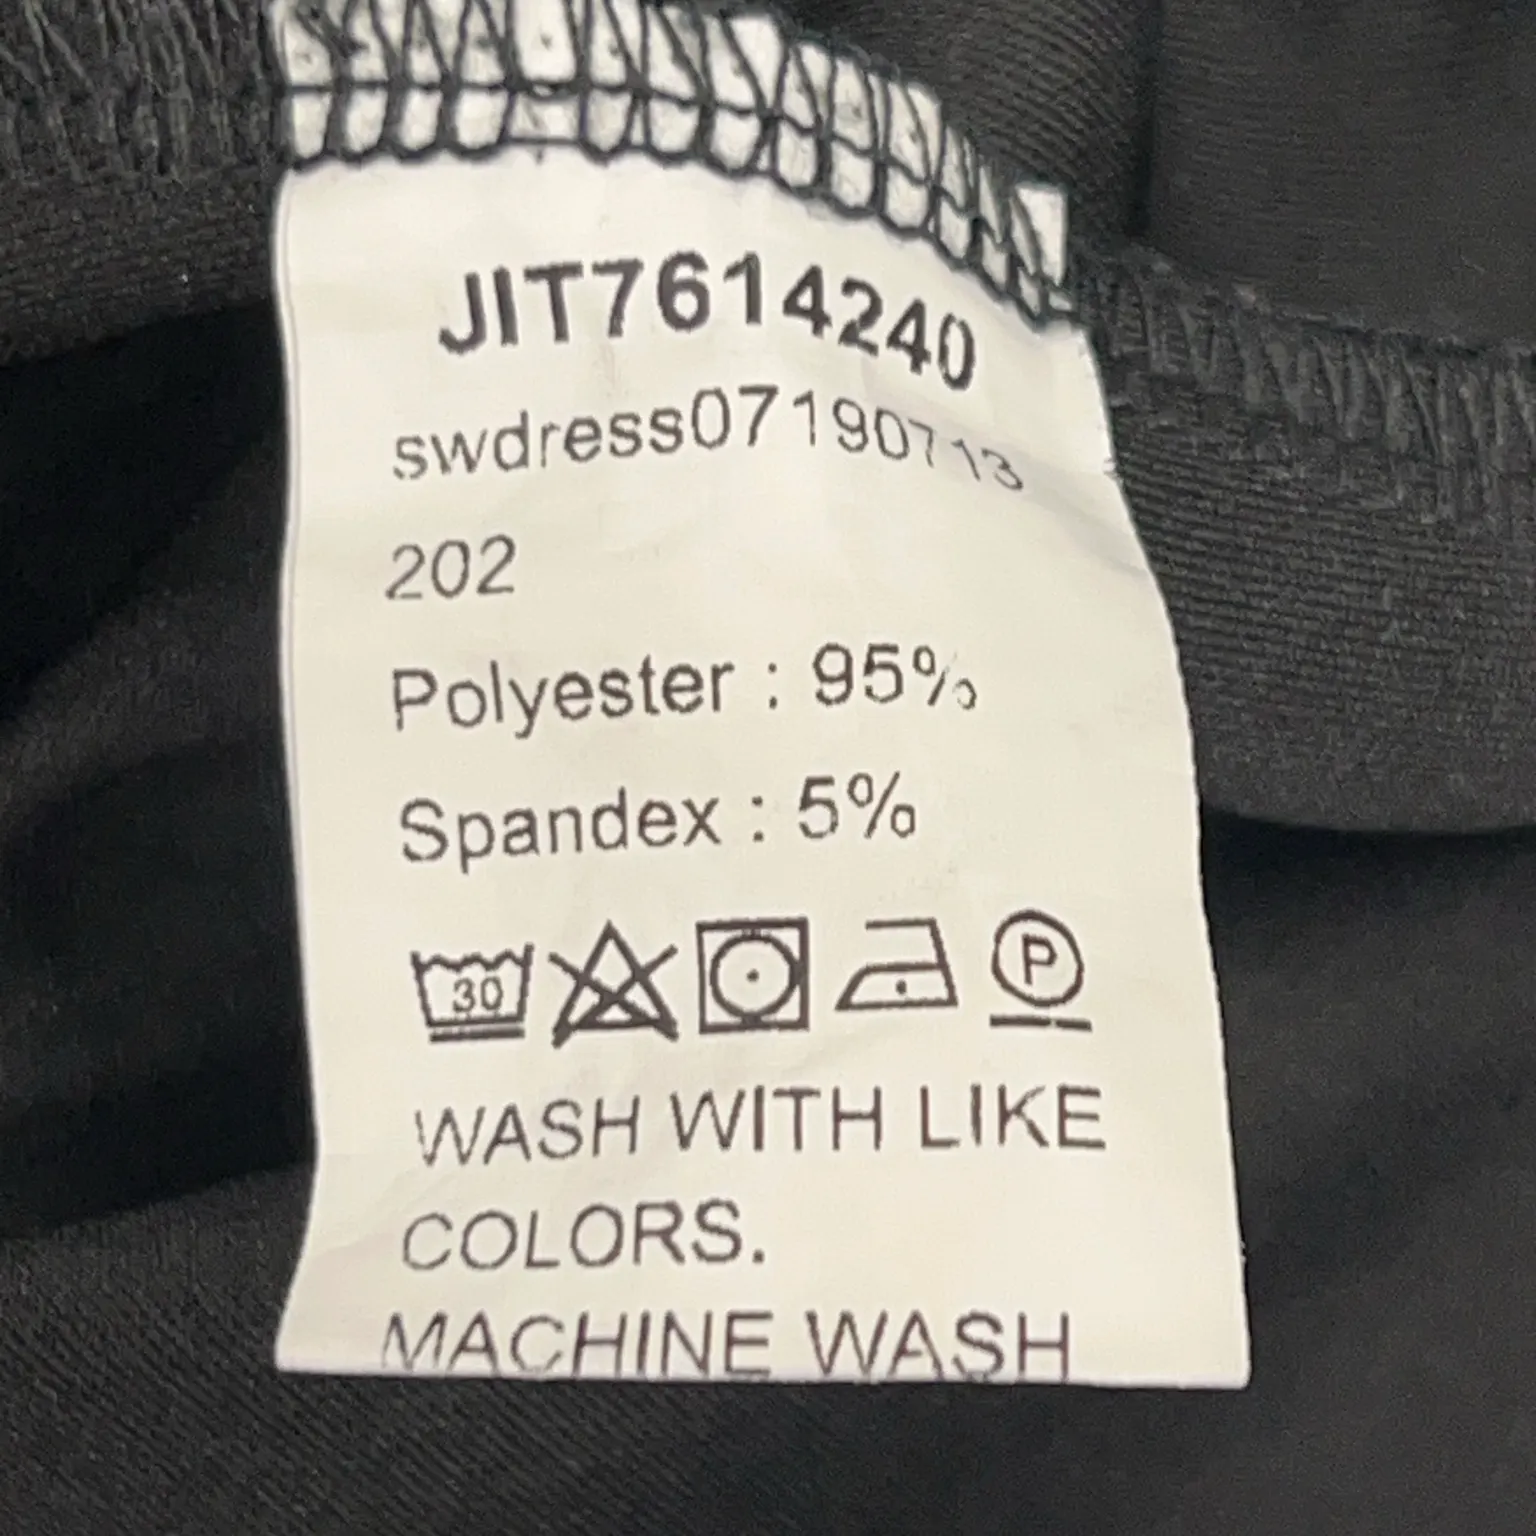 JIT7614240
swdress07190713
202
Polyester : 95%
Spandex : 5%
30 P
WASH WITH LIKE
COLORS.
MACHINE WASH